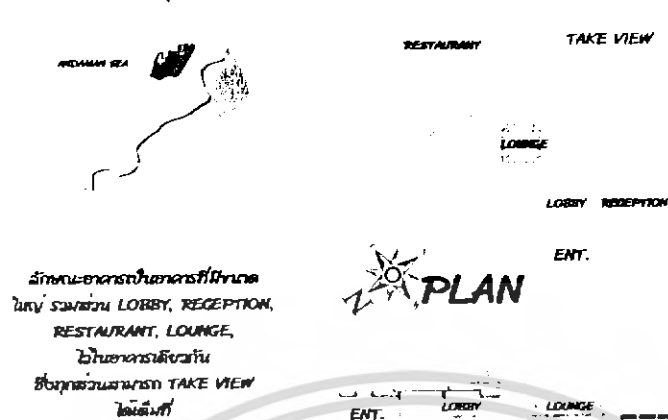 RESTAURANT
TAKE VIEW
ANDAMAN SEA
LOUNGE
LOBBY RECEPTION
ENT.
ลักษณะอาคารเป็นอาคารที่มีขนาด
ใหญ่ รวมส่วน LOBBY, RECEPTION,
RESTAURANT, LOUNGE,
ไว้ในอาคารเดียวกัน
ซึ่งทุกส่วนสามารถ TAKE VIEW
ได้เต็มที่
Z PLAN
ENT.
LOBBY
LOUNGE